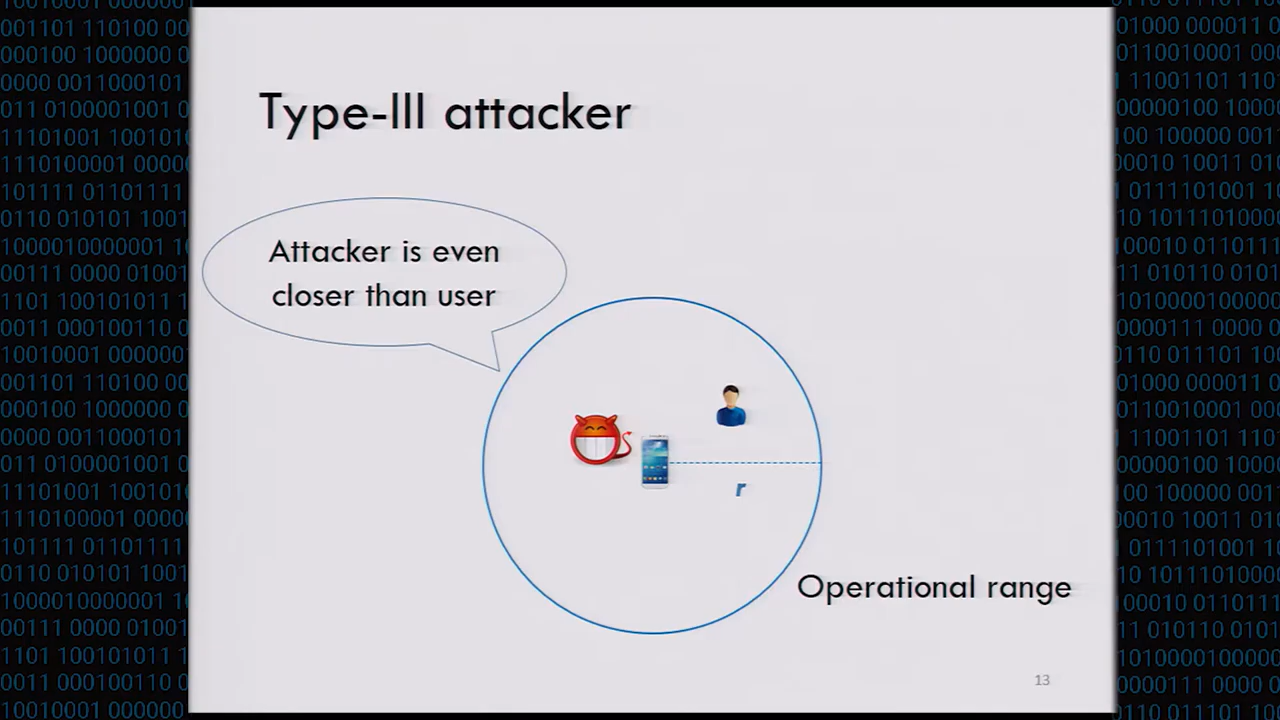 Type-III attacker
Attacker is even
closer than user
r
Operational range
13